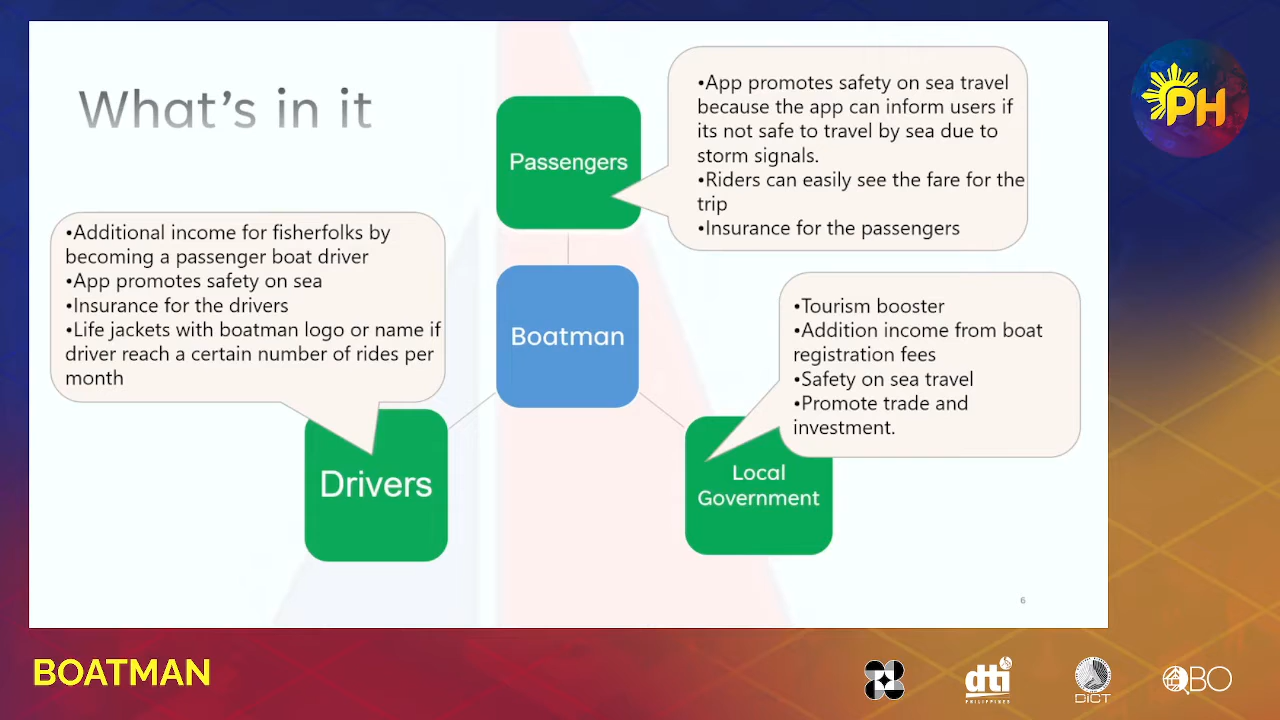 What's in it
Passengers
•App promotes safety on sea travel
because the app can inform users if
its not safe to travel by sea due to
storm signals.
•Riders can easily see the fare for the
trip
•Insurance for the passengers
•Additional income for fisherfolks by
becoming a passenger boat driver
•App promotes safety on sea
•Insurance for the drivers
•Life jackets with boatman logo or name if
driver reach a certain number of rides per
month
Boatman
•Tourism booster
•Addition income from boat
registration fees
•Safety on sea travel
•Promote trade and
investment.
Drivers
Local
Government
6
PH
BOATMAN
dti
PHILIPPINES
DICT
QBO